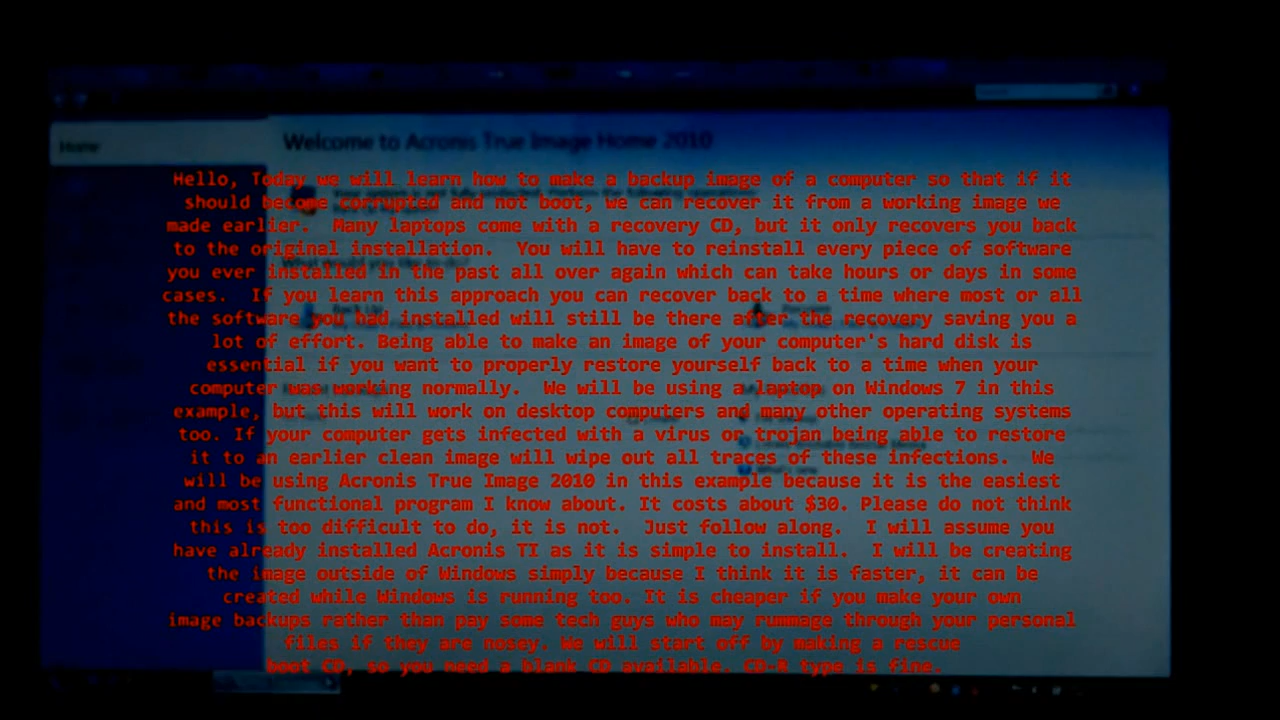 Home
Welcome to Acronis True Image Home 2010
Hello, Today we will learn how to make a backup image of a computer so that if it
should become corrupted and not boot, we can recover it from a working image we
made earlier.  Many laptops come with a recovery CD, but it only recovers you back
to the original installation.  You will have to reinstall every piece of software
you ever installed in the past all over again which can take hours or days in some
cases.  If you learn this approach you can recover back to a time where most or all
the software you had installed will still be there after the recovery saving you a
lot of effort. Being able to make an image of your computer's hard disk is
essential if you want to properly restore yourself back to a time when your
computer was working normally.  We will be using a laptop on Windows 7 in this
example, but this will work on desktop computers and many other operating systems
too. If your computer gets infected with a virus or trojan being able to restore
it to an earlier clean image will wipe out all traces of these infections.  We
will be using Acronis True Image 2010 in this example because it is the easiest
and most functional program I know about. It costs about $30. Please do not think
this is too difficult to do, it is not.  Just follow along.  I will assume you
have already installed Acronis TI as it is simple to install.  I will be creating
the image outside of Windows simply because I think it is faster, it can be
created while Windows is running too. It is cheaper if you make your own
image backups rather than pay some tech guys who may rummage through your personal
files if they are nosey. We will start off by making a rescue
boot CD, so you need a blank CD available. CD-R type is fine.